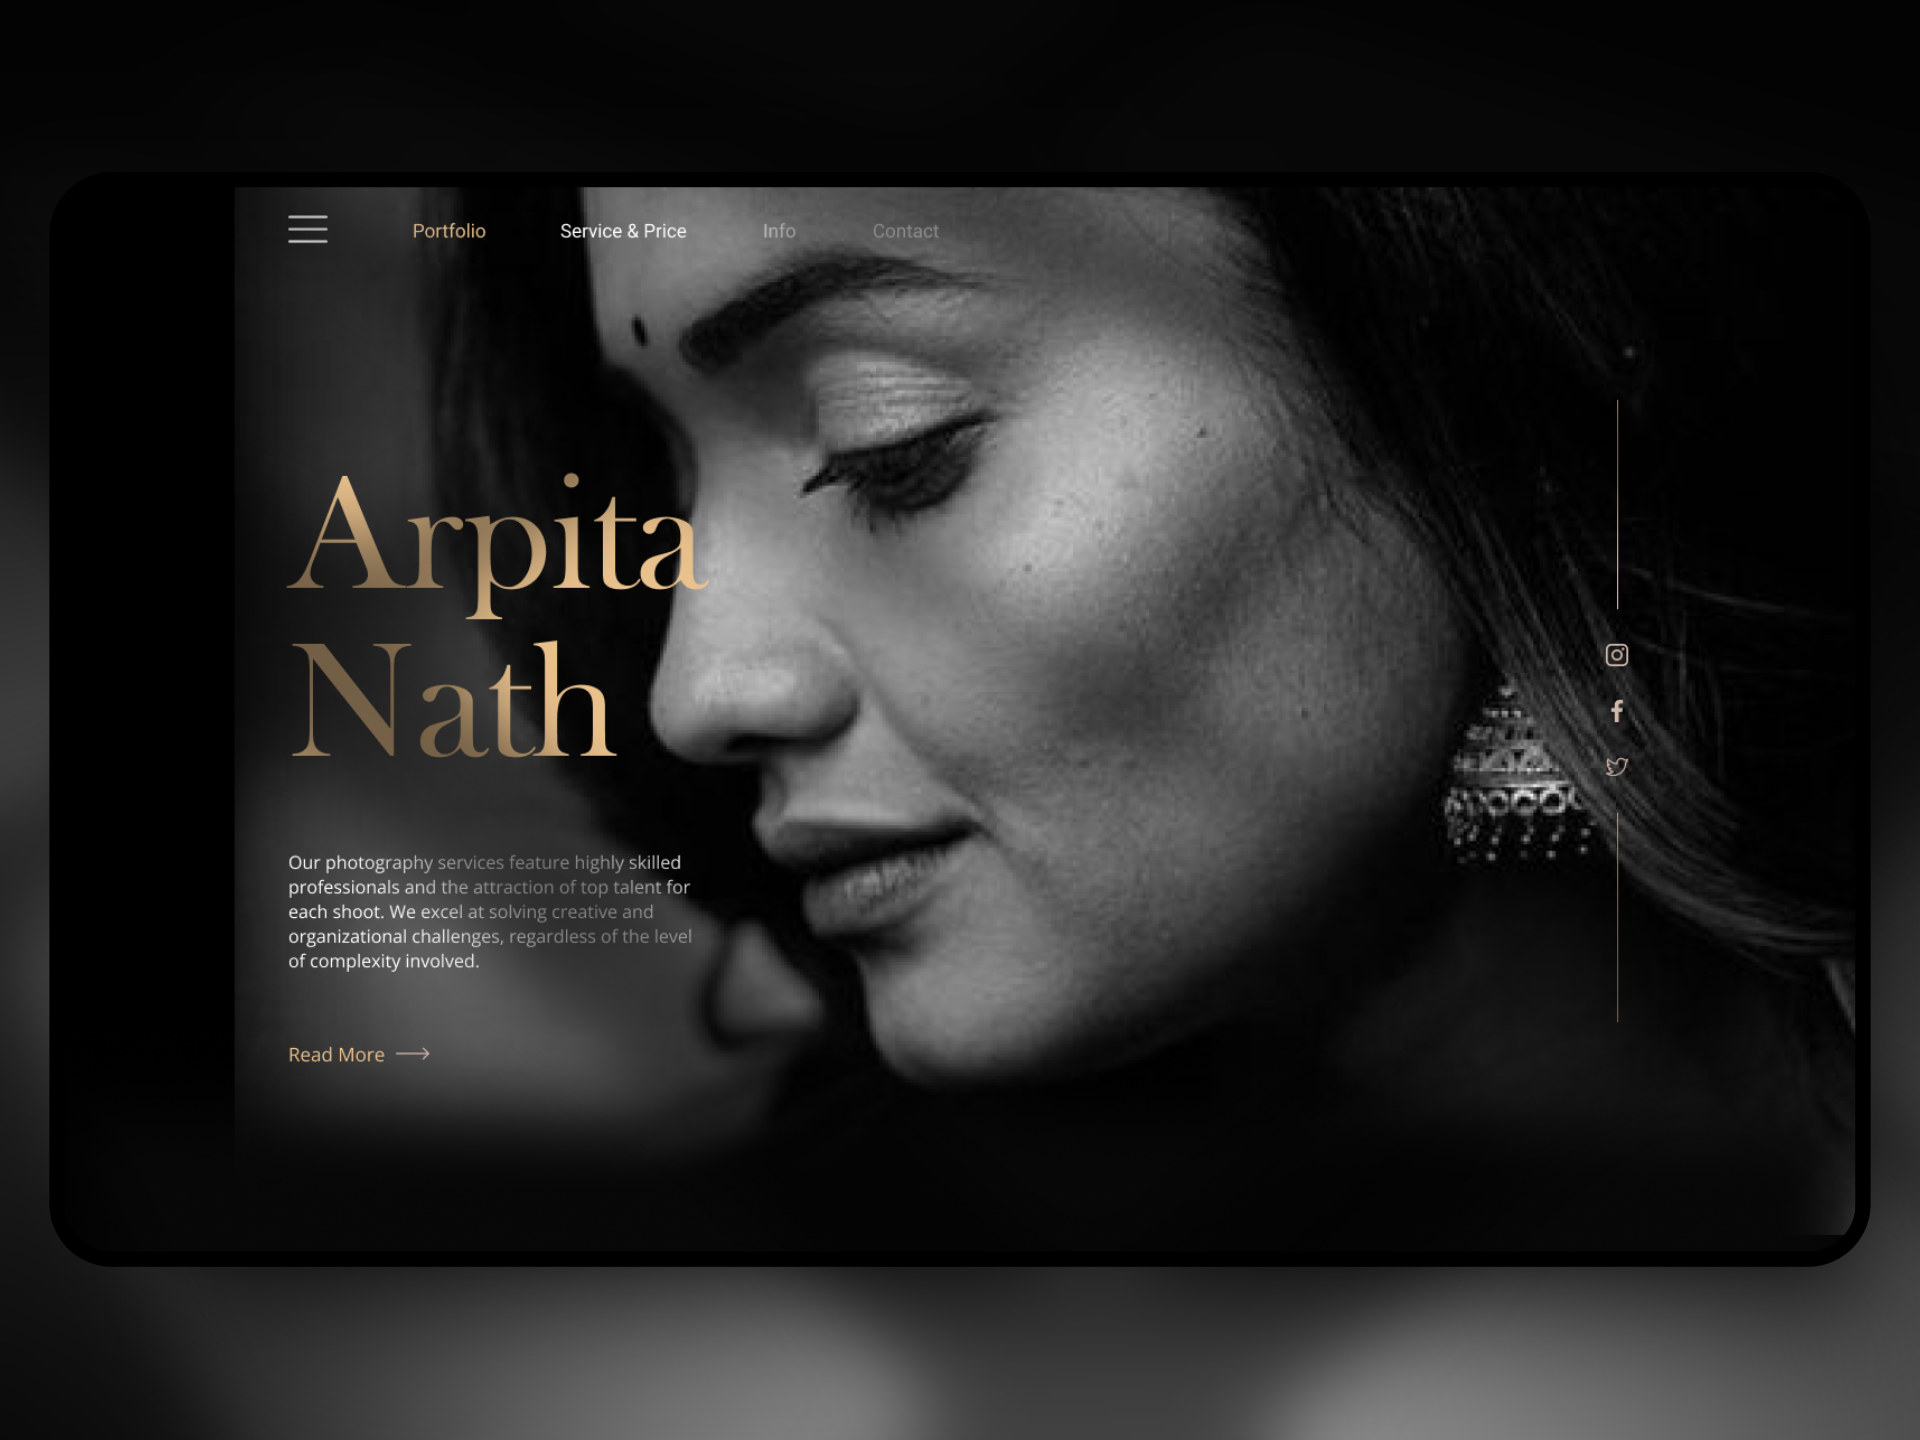 Portfolio Service & Price Info Contact
Arpita
Nath
Our photography services feature highly skilled
professionals and the attraction of top talent for
each shoot. We excel at solving creative and
organizational challenges, regardless of the level
of complexity involved.
Read More